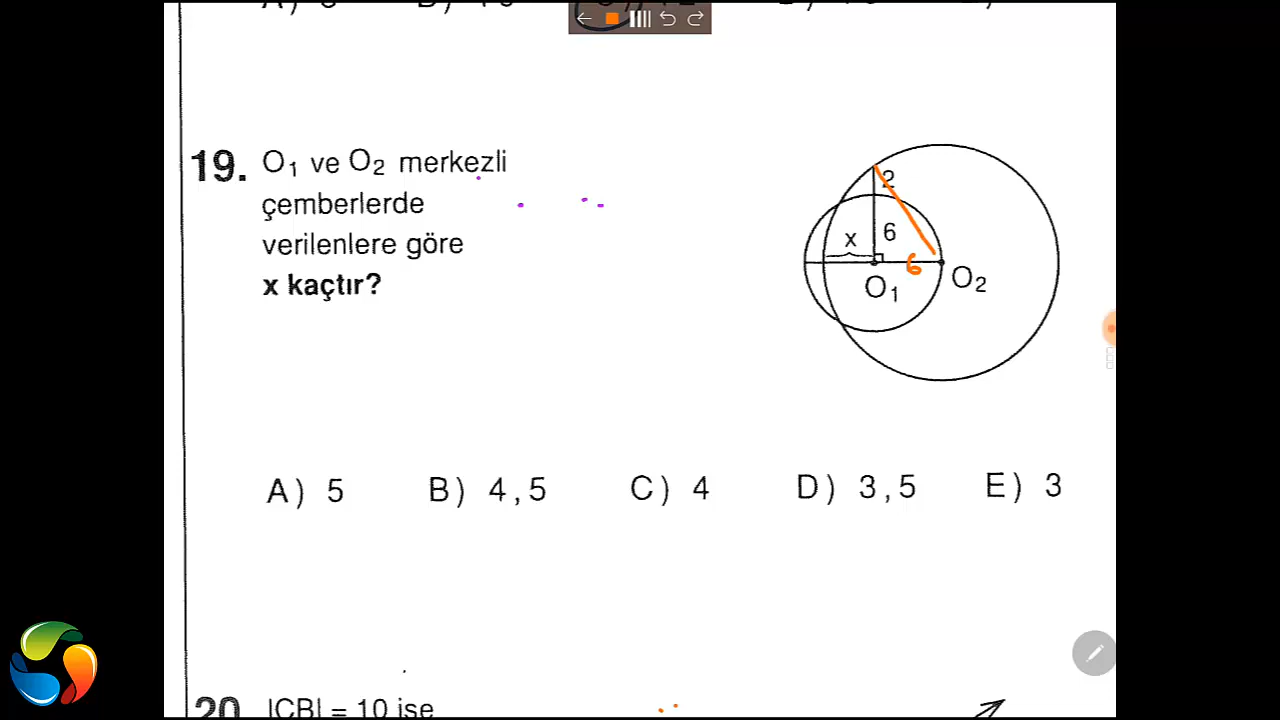 19. O₁ ve O₂ merkezli
çemberlerde
verilenlere göre
x kaçtır?
2
6
x
6
O₁
O₂
A) 5 B) 4,5 C) 4 D) 3,5 E) 3
20 |CB| = 10 ise